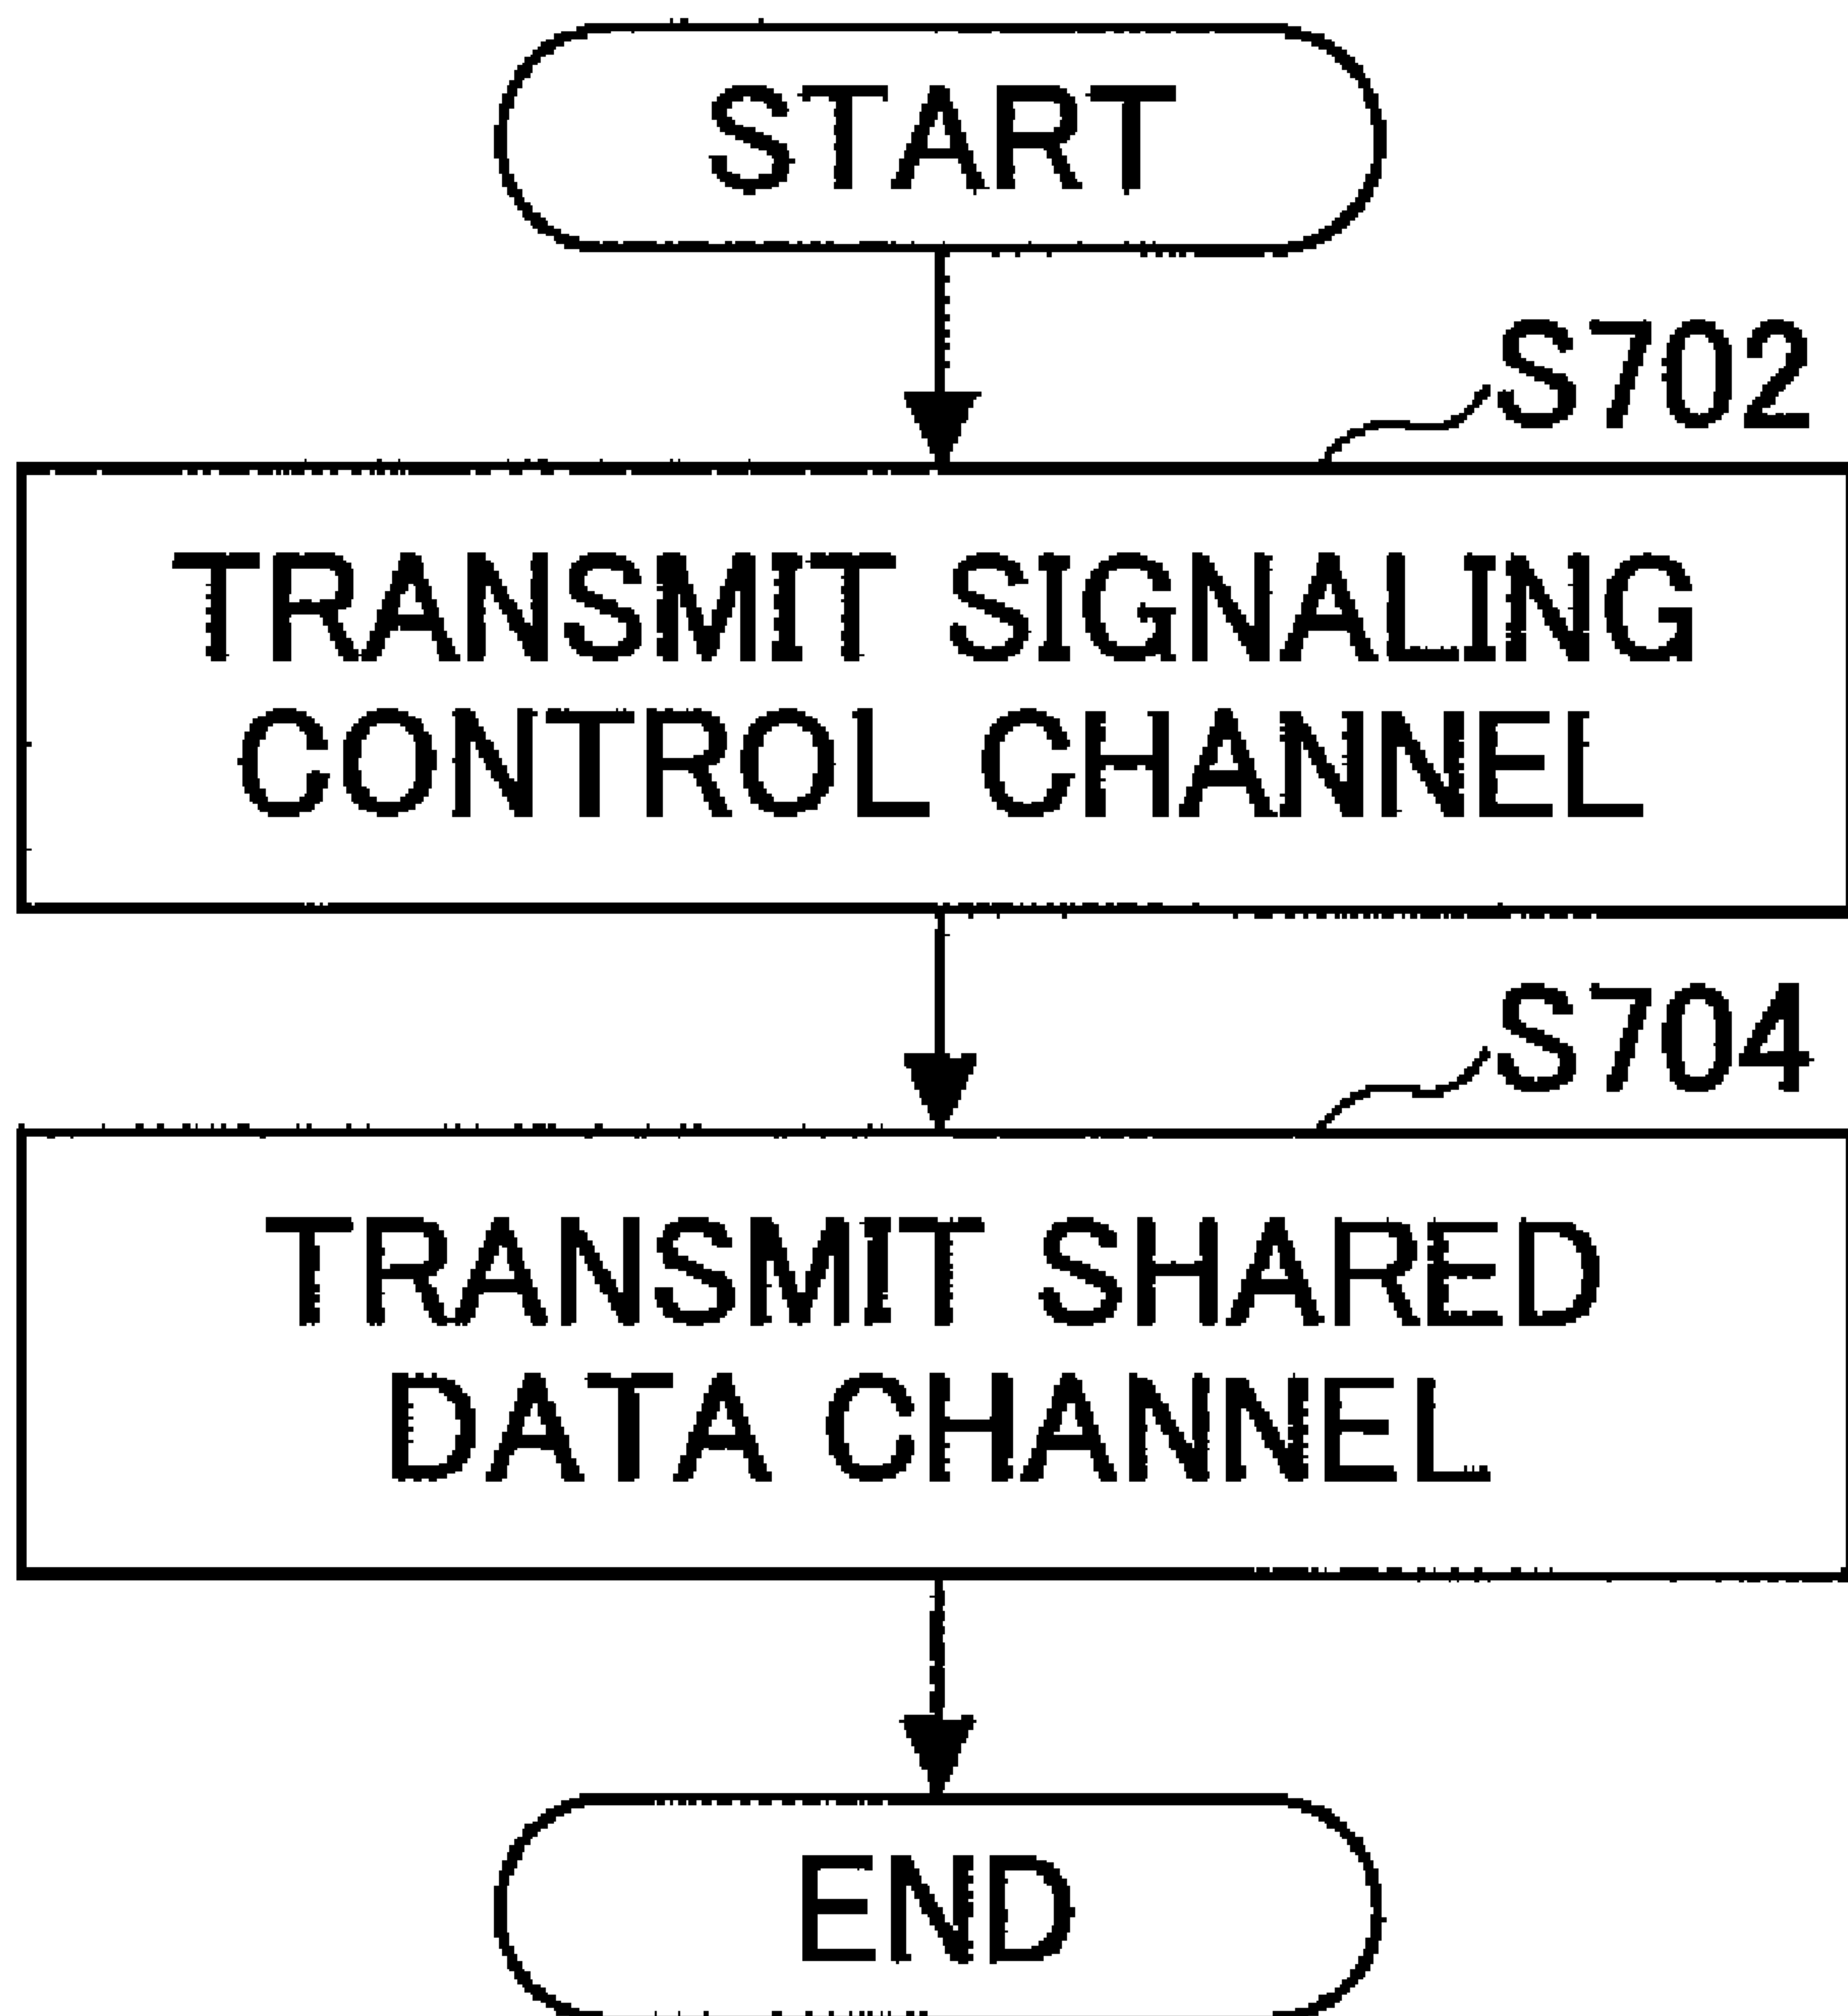 START
S702
TRANSMIT SIGNALING
CONTROL CHANNEL
S704
TRANSMIT SHARED
DATA CHANNEL
END